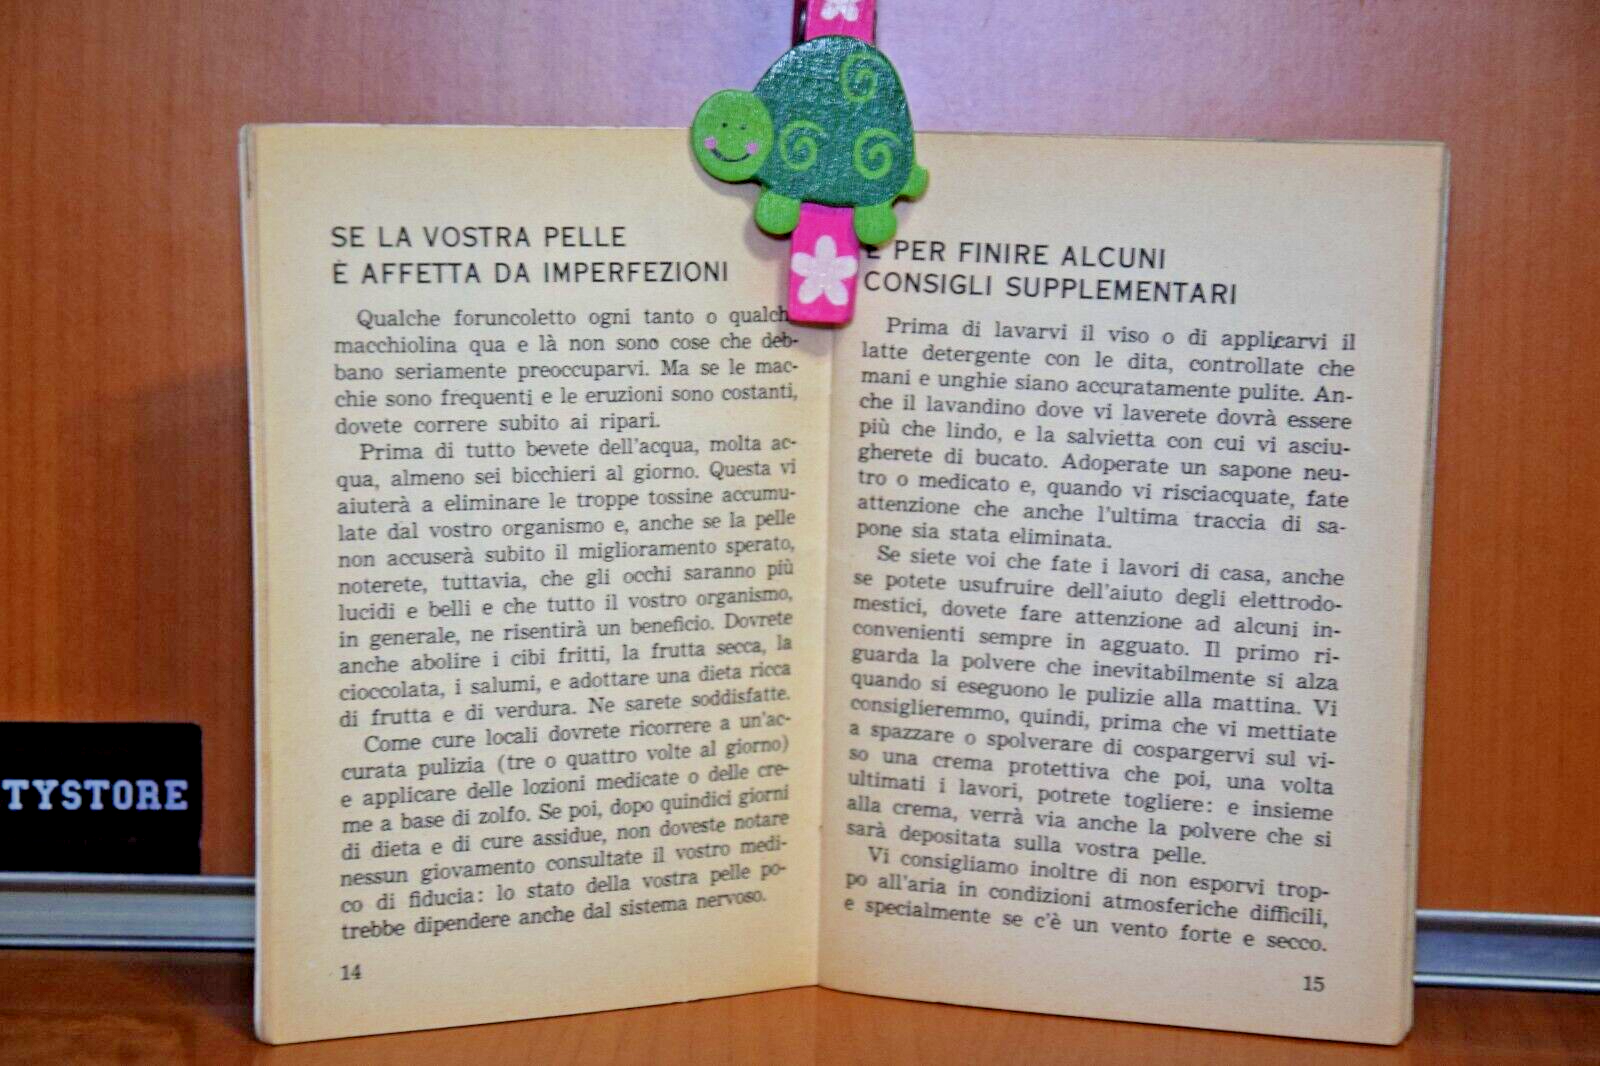 SE LA VOSTRA PELLE
È AFFETTA DA IMPERFEZIONI
Qualche foruncoletto ogni tanto o qualch
macchiolina qua e là non sono cose che deb-
bano seriamente preoccuparvi. Ma se le mac-
chie sono frequenti e le eruzioni sono costanti,
dovete correre subito ai ripari.
Prima di tutto bevete dell'acqua, molta ac-
qua, almeno sei bicchieri al giorno. Questa vi
aiuterà a eliminare le troppe tossine accumu-
late dal vostro organismo e, anche se la pelle
non accuserà subito il miglioramento sperato,
noterete, tuttavia, che gli occhi saranno più
lucidi e belli e che tutto il vostro organismo,
in generale, ne risentirà un beneficio. Dovrete
anche abolire i cibi fritti, la frutta secca, la
cioccolata, i salumi, e adottare una dieta ricca
di frutta e di verdura. Ne sarete soddisfatte.
Come cure locali dovrete ricorrere a un'ac-
curata pulizia (tre o quattro volte al giorno)
e applicare delle lozioni medicate o delle cre-
me a base di zolfo. Se poi, dopo quindici giorni
di dieta e di cure assidue, non doveste notare
nessun giovamento consultate il vostro medi-
co di fiducia: lo stato della vostra pelle po-
trebbe dipendere anche dal sistema nervoso.
14
E PER FINIRE ALCUNI
CONSIGLI SUPPLEMENTARI
Prima di lavarvi il viso o di applicarvi il
latte detergente con le dita, controllate che
mani e unghie siano accuratamente pulite. An-
che il lavandino dove vi laverete dovrà essere
più che lindo, e la salvietta con cui vi asciu-
gherete di bucato. Adoperate un sapone neu-
tro o medicato e, quando vi risciacquate, fate
attenzione che anche l'ultima traccia di sa-
pone sia stata eliminata.
Se siete voi che fate i lavori di casa, anche
se potete usufruire dell'aiuto degli elettrodo-
mestici, dovete fare attenzione ad alcuni in-
convenienti sempre in agguato. Il primo ri-
guarda la polvere che inevitabilmente si alza
quando si eseguono le pulizie alla mattina. Vi
consiglieremmo, quindi, prima che vi mettiate
a spazzare o spolverare di cospargervi sul vi-
so una crema protettiva che poi, una volta
ultimati i lavori, potrete togliere: e insieme
alla crema, verrà via anche la polvere che si
sarà depositata sulla vostra pelle.
Vi consigliamo inoltre di non esporvi trop-
po all'aria in condizioni atmosferiche difficili,
e specialmente se c'è un vento forte e secco.
15
TYSTORE